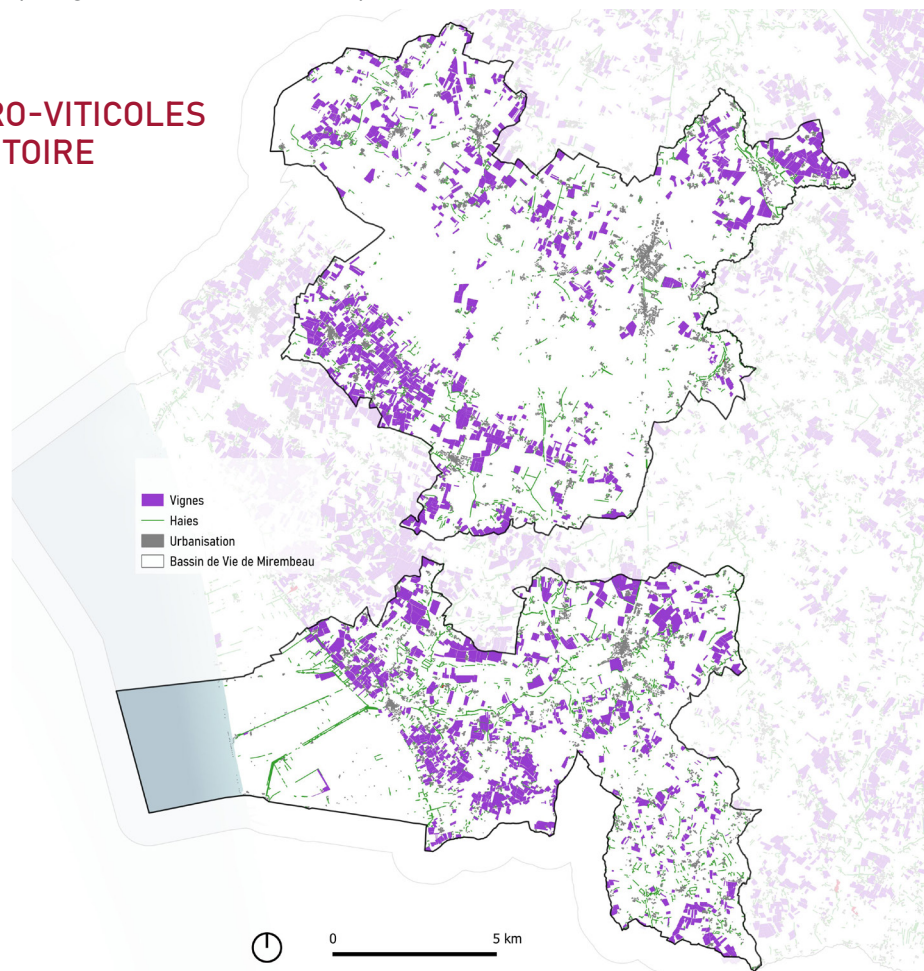 RO-VITICOLES
TOIRE
Vignes
Haies
Urbanisation
Bassin de Vie de Mirembeau
0 5 km